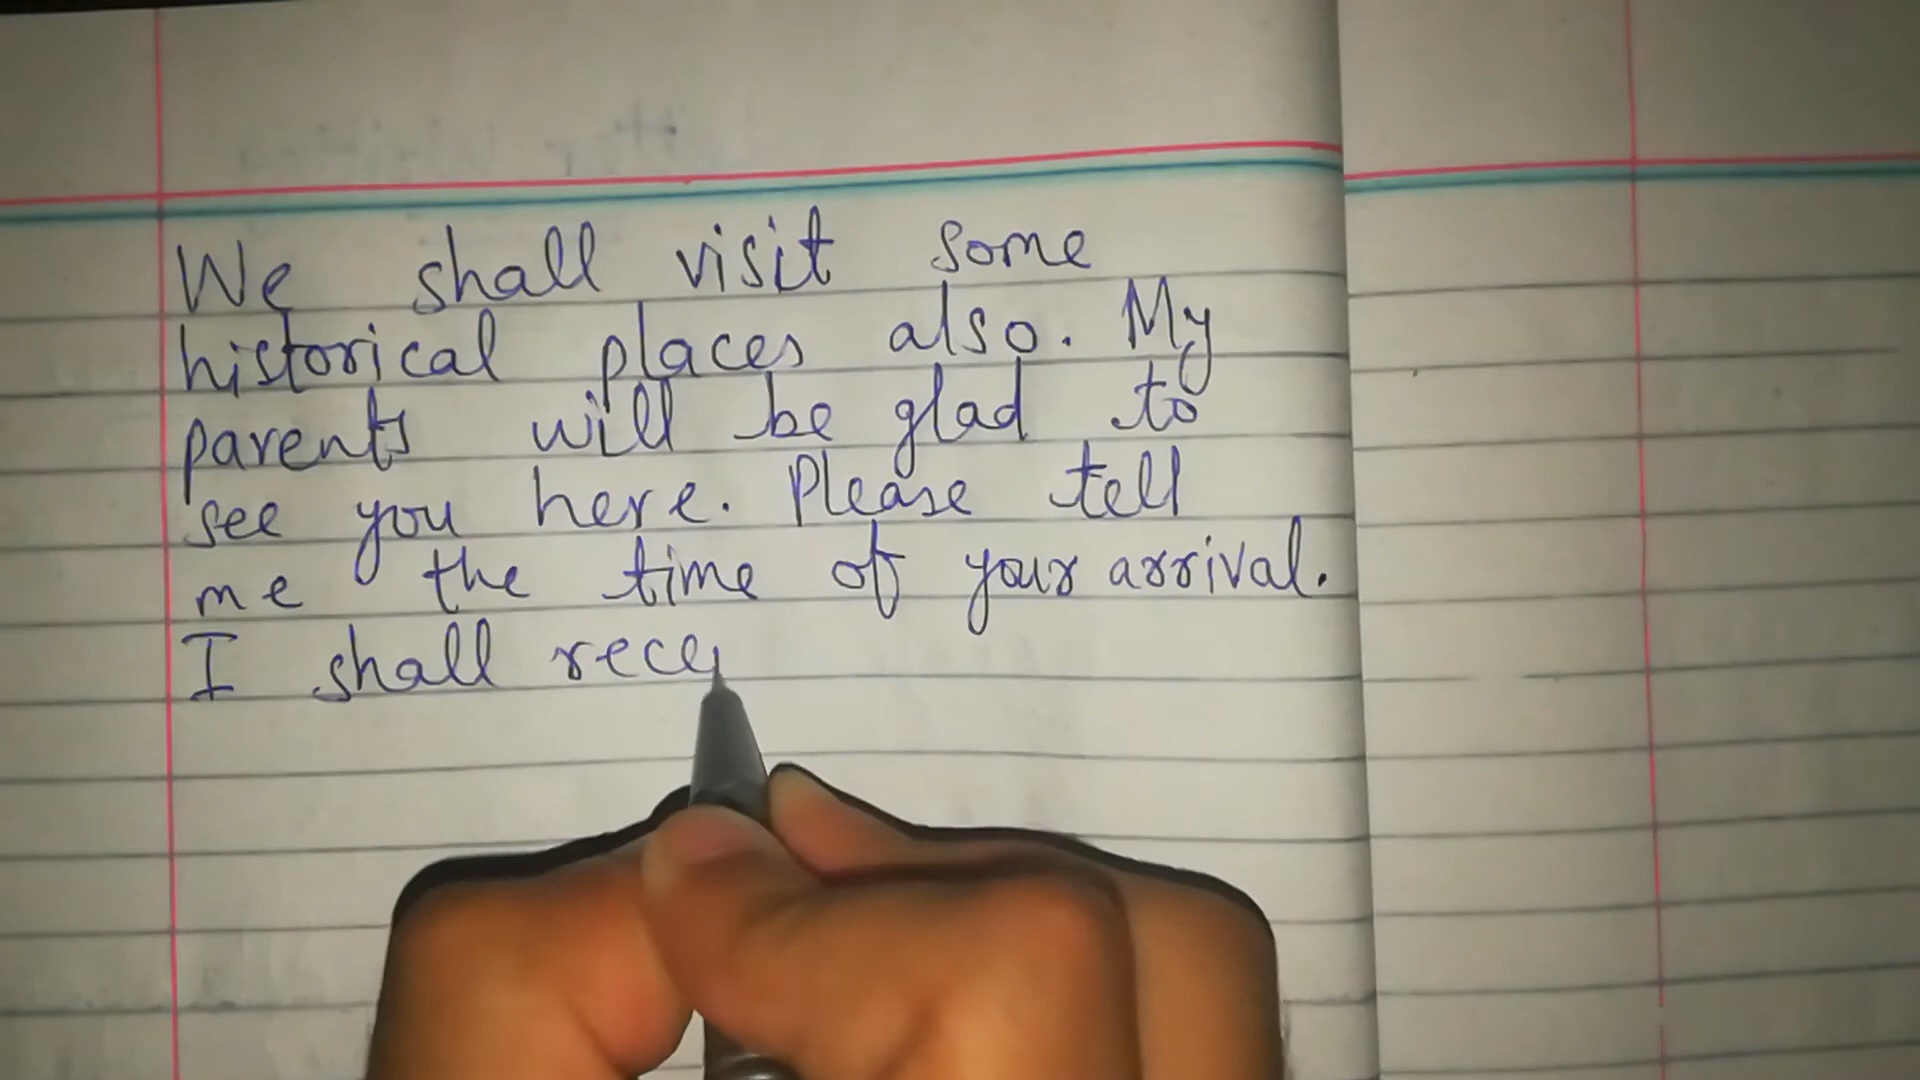 We shall visit some
historical places also. My
parents will be glad to
see you here. Please tell
me the time of your arrival.
I shall recei